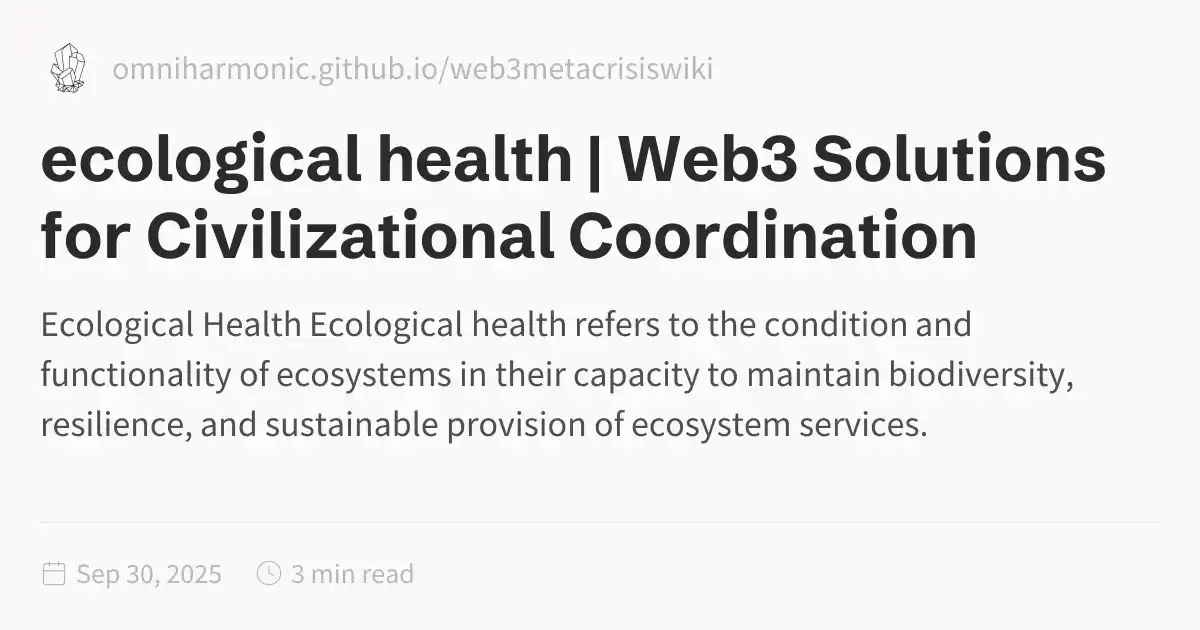 omniharmonic.github.io/web3metacrisiswiki
ecological health | Web3 Solutions
for Civilizational Coordination
Ecological Health Ecological health refers to the condition and
functionality of ecosystems in their capacity to maintain biodiversity,
resilience, and sustainable provision of ecosystem services.
Sep 30, 2025 3 min read